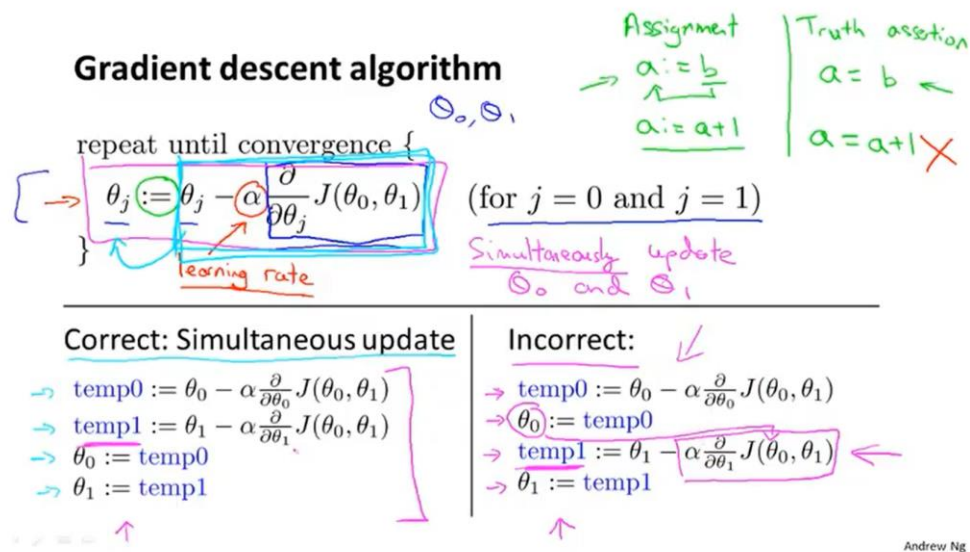 Gradient descent algorithm
θ₀, θ₁
Assignment
a := b
a := a+1
Truth assertion
a = b
a = a+1 X
repeat until convergence {
θⱼ := θⱼ − α ∂/∂θⱼ J(θ₀, θ₁) (for j = 0 and j = 1)
}
learning rate
Simultaneously update
θ₀ and θ₁
Correct: Simultaneous update
temp0 := θ₀ − α ∂/∂θ₀ J(θ₀, θ₁)
temp1 := θ₁ − α ∂/∂θ₁ J(θ₀, θ₁)
θ₀ := temp0
θ₁ := temp1
Incorrect:
temp0 := θ₀ − α ∂/∂θ₀ J(θ₀, θ₁)
θ₀ := temp0
temp1 := θ₁ − α ∂/∂θ₁ J(θ₀, θ₁)
θ₁ := temp1
Andrew Ng